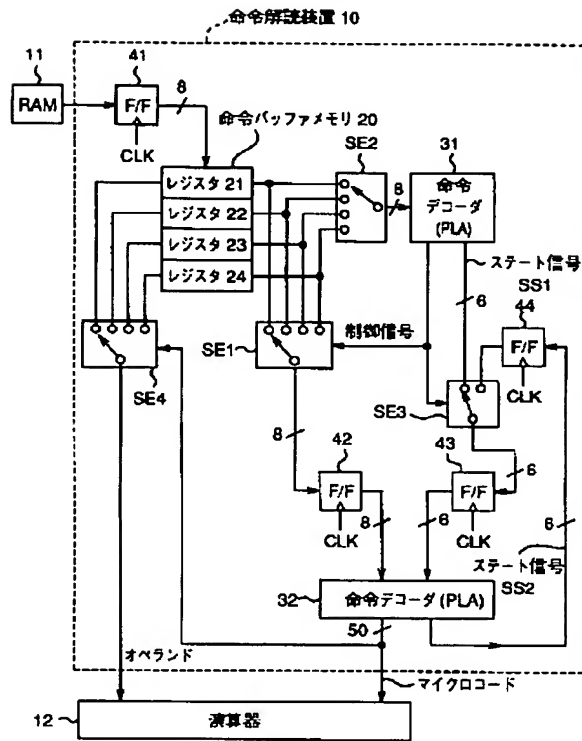 命令解読装置 10
11
41
RAM
F/F
8
CLK
命令バッファメモリ 20
SE2
31
レジスタ 21
レジスタ 22
レジスタ 23
レジスタ 24
8
命令
デコーダ
(PLA)
ステート信号
SS1
6
44
F/F
CLK
制御信号
SE4
SE1
SE3
8
42
F/F
CLK
8
43
F/F
CLK
6
6
6
ステート信号
SS2
32
命令デコーダ (PLA)
50
オペランド
マイクロコード
12
演算器